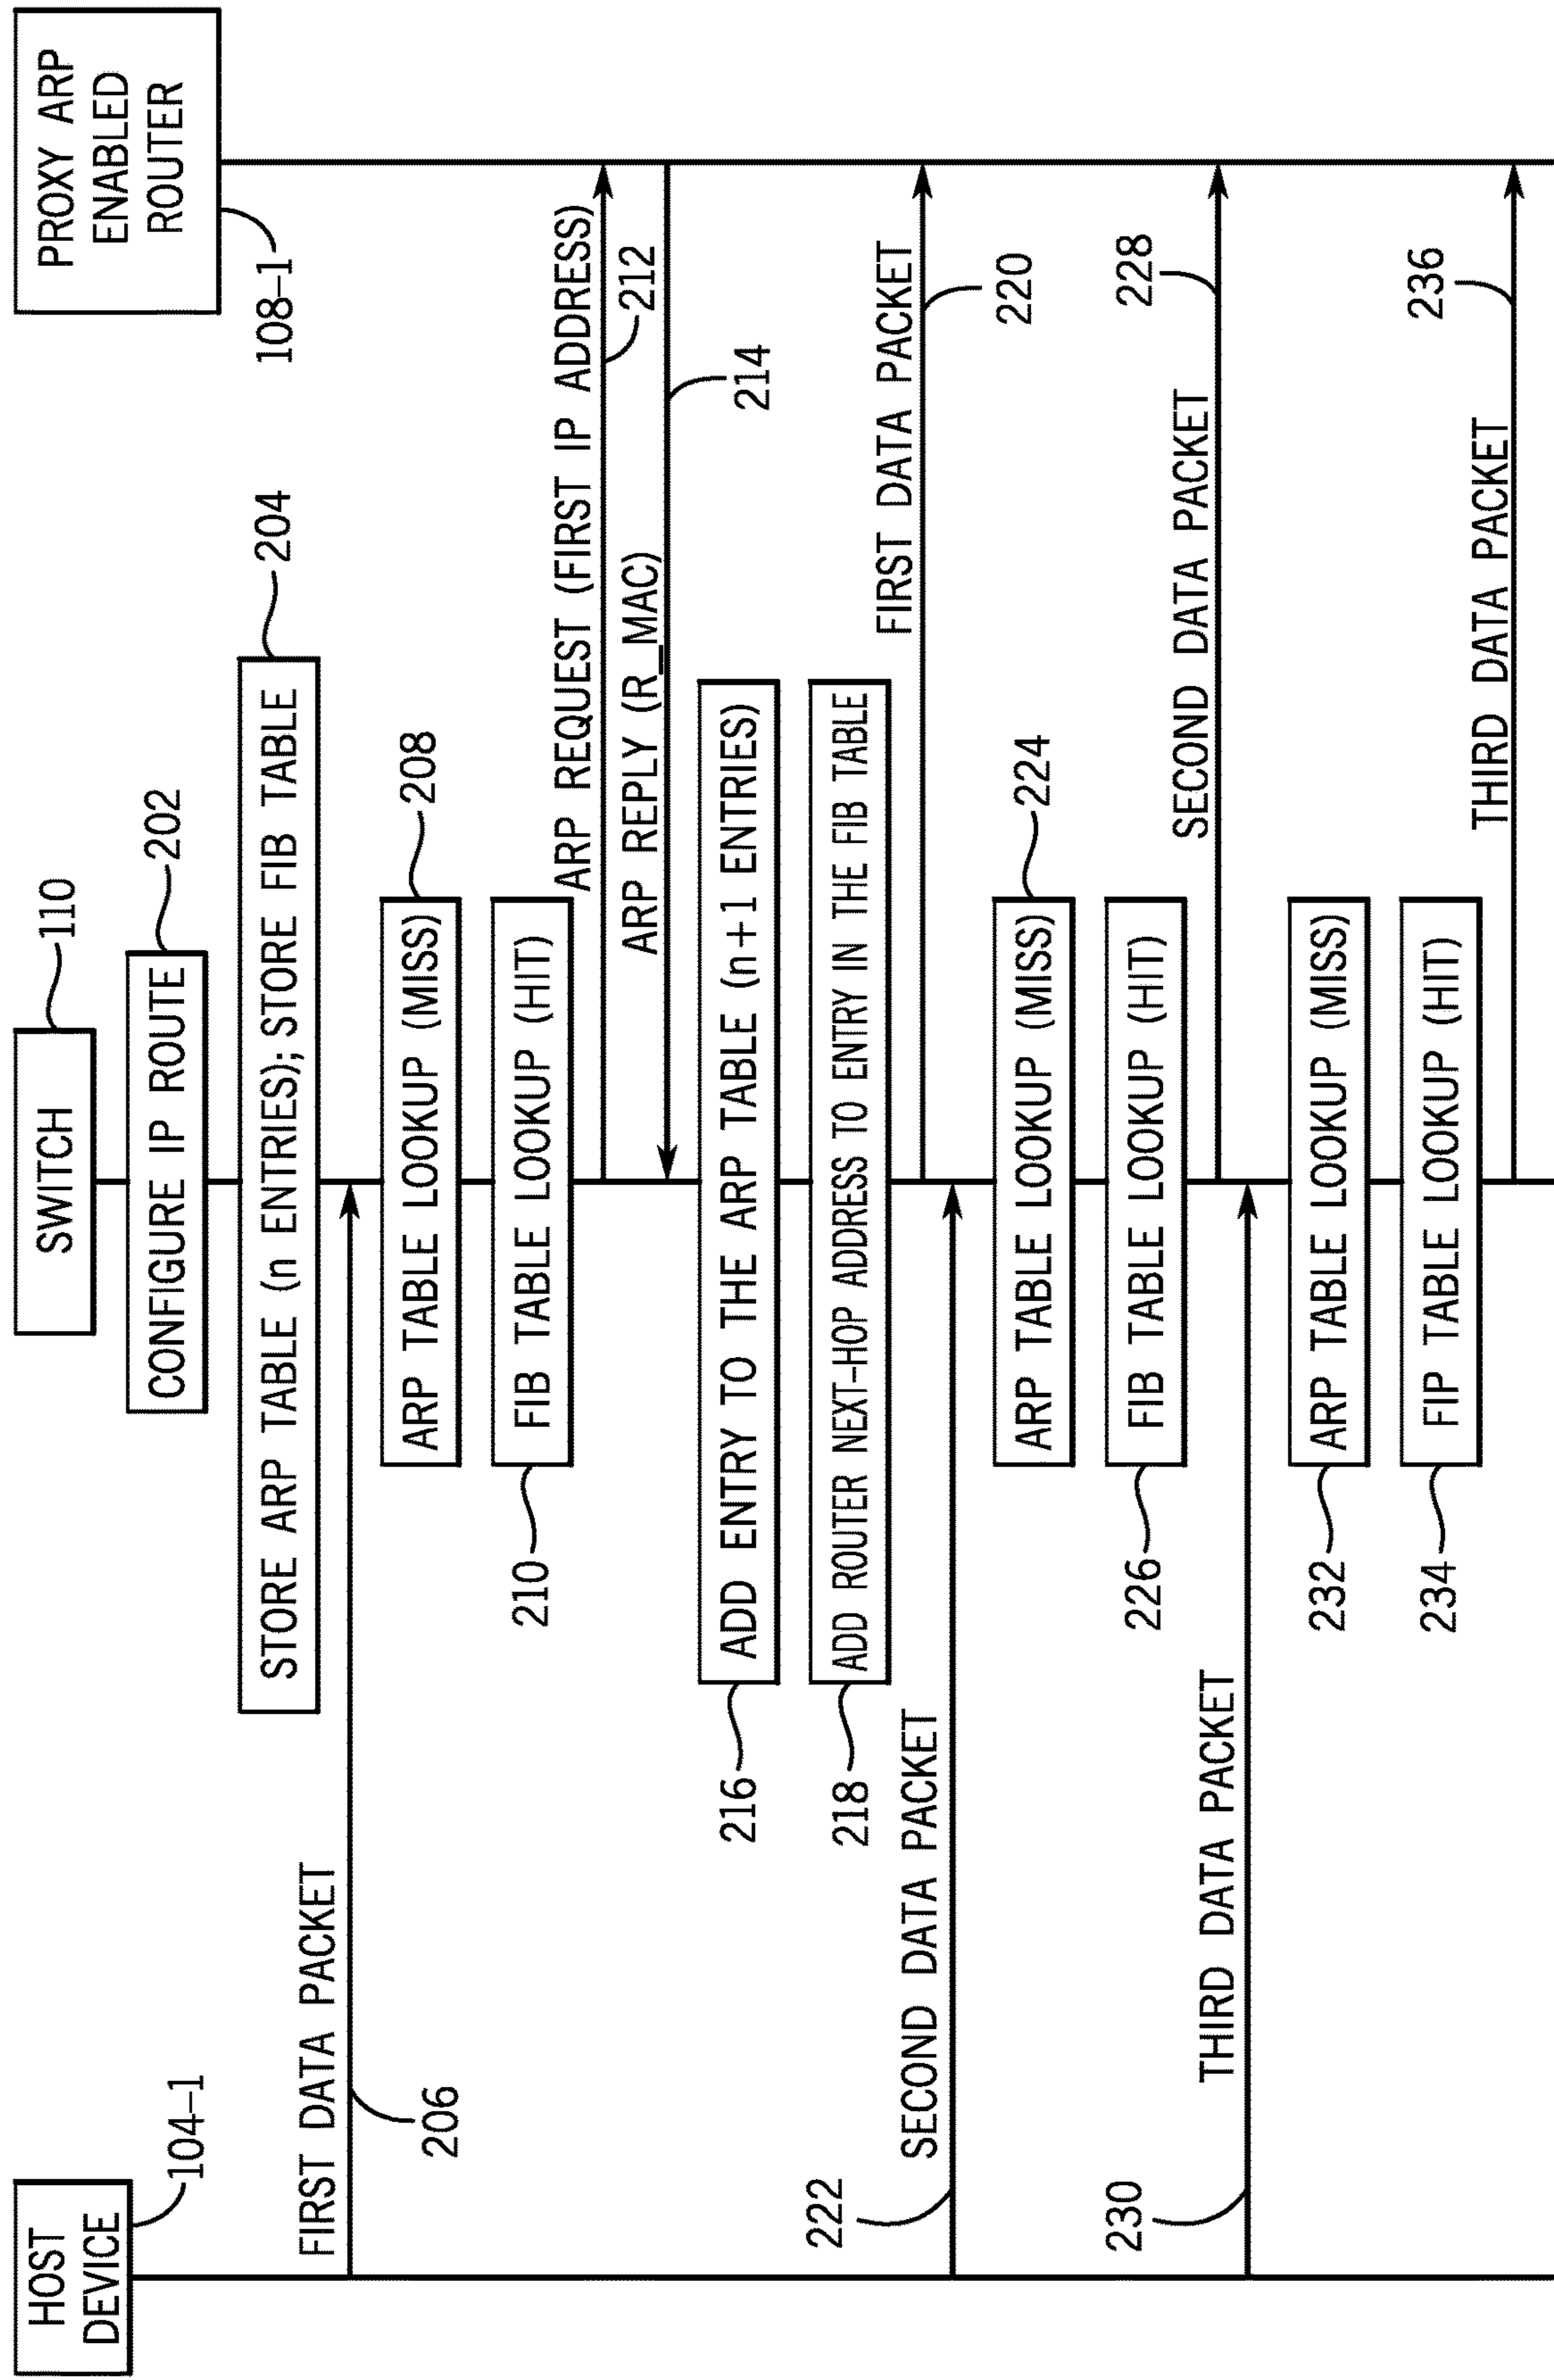 HOST
DEVICE
104-1
SWITCH
110
PROXY ARP
ENABLED
ROUTER
108-1
CONFIGURE IP ROUTE
202
STORE ARP TABLE (n ENTRIES); STORE FIB TABLE
204
FIRST DATA PACKET
206
ARP TABLE LOOKUP (MISS)
208
FIB TABLE LOOKUP (HIT)
210
ARP REQUEST (FIRST IP ADDRESS)
212
ARP REPLY (R_MAC)
214
ADD ENTRY TO THE ARP TABLE (n+1 ENTRIES)
216
ADD ROUTER NEXT-HOP ADDRESS TO ENTRY IN THE FIB TABLE
218
FIRST DATA PACKET
220
SECOND DATA PACKET
222
ARP TABLE LOOKUP (MISS)
224
FIB TABLE LOOKUP (HIT)
226
SECOND DATA PACKET
228
THIRD DATA PACKET
230
ARP TABLE LOOKUP (MISS)
232
FIP TABLE LOOKUP (HIT)
234
THIRD DATA PACKET
236